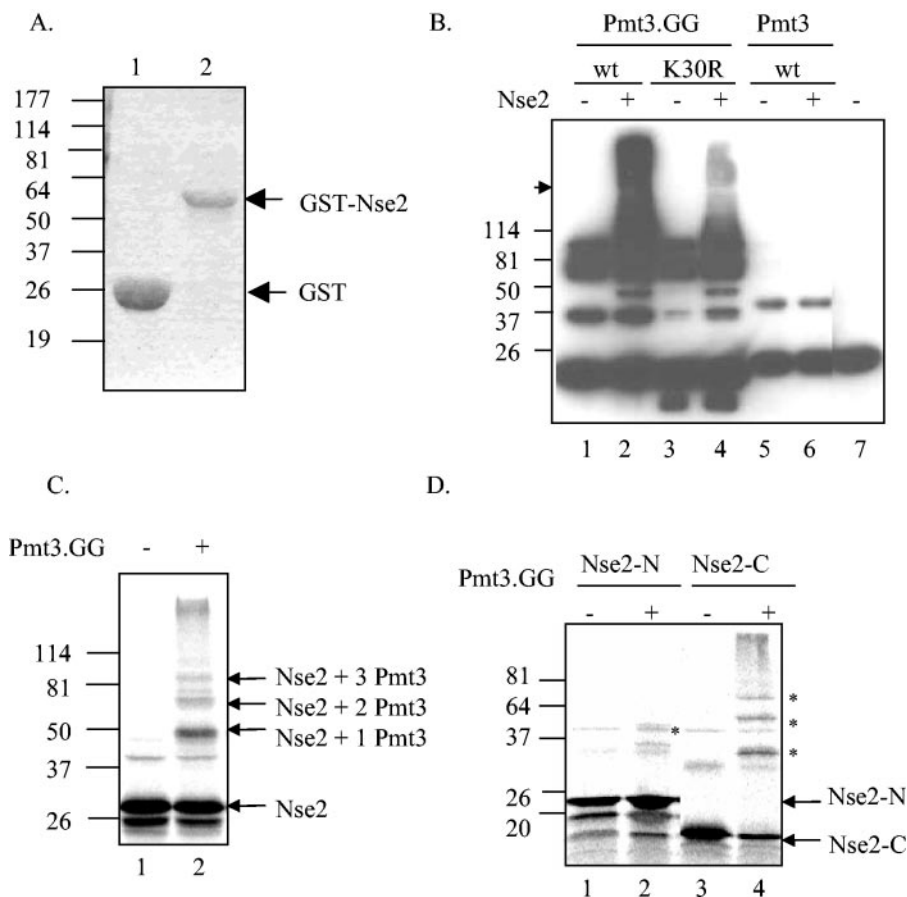 A.
1 2
177
114
81
64
50
37
26
19
GST-Nse2
GST
B.
Pmt3.GG Pmt3
wt K30R wt
Nse2 - + - + - + -
114
81
50
37
26
1 2 3 4 5 6 7
C.
Pmt3.GG - +
114
81
50
37
26
Nse2 + 3 Pmt3
Nse2 + 2 Pmt3
Nse2 + 1 Pmt3
Nse2
1 2
D.
Nse2-N Nse2-C
Pmt3.GG
- + - +
81
64
37
26
20
*
*
*
*
Nse2-N
Nse2-C
1 2 3 4